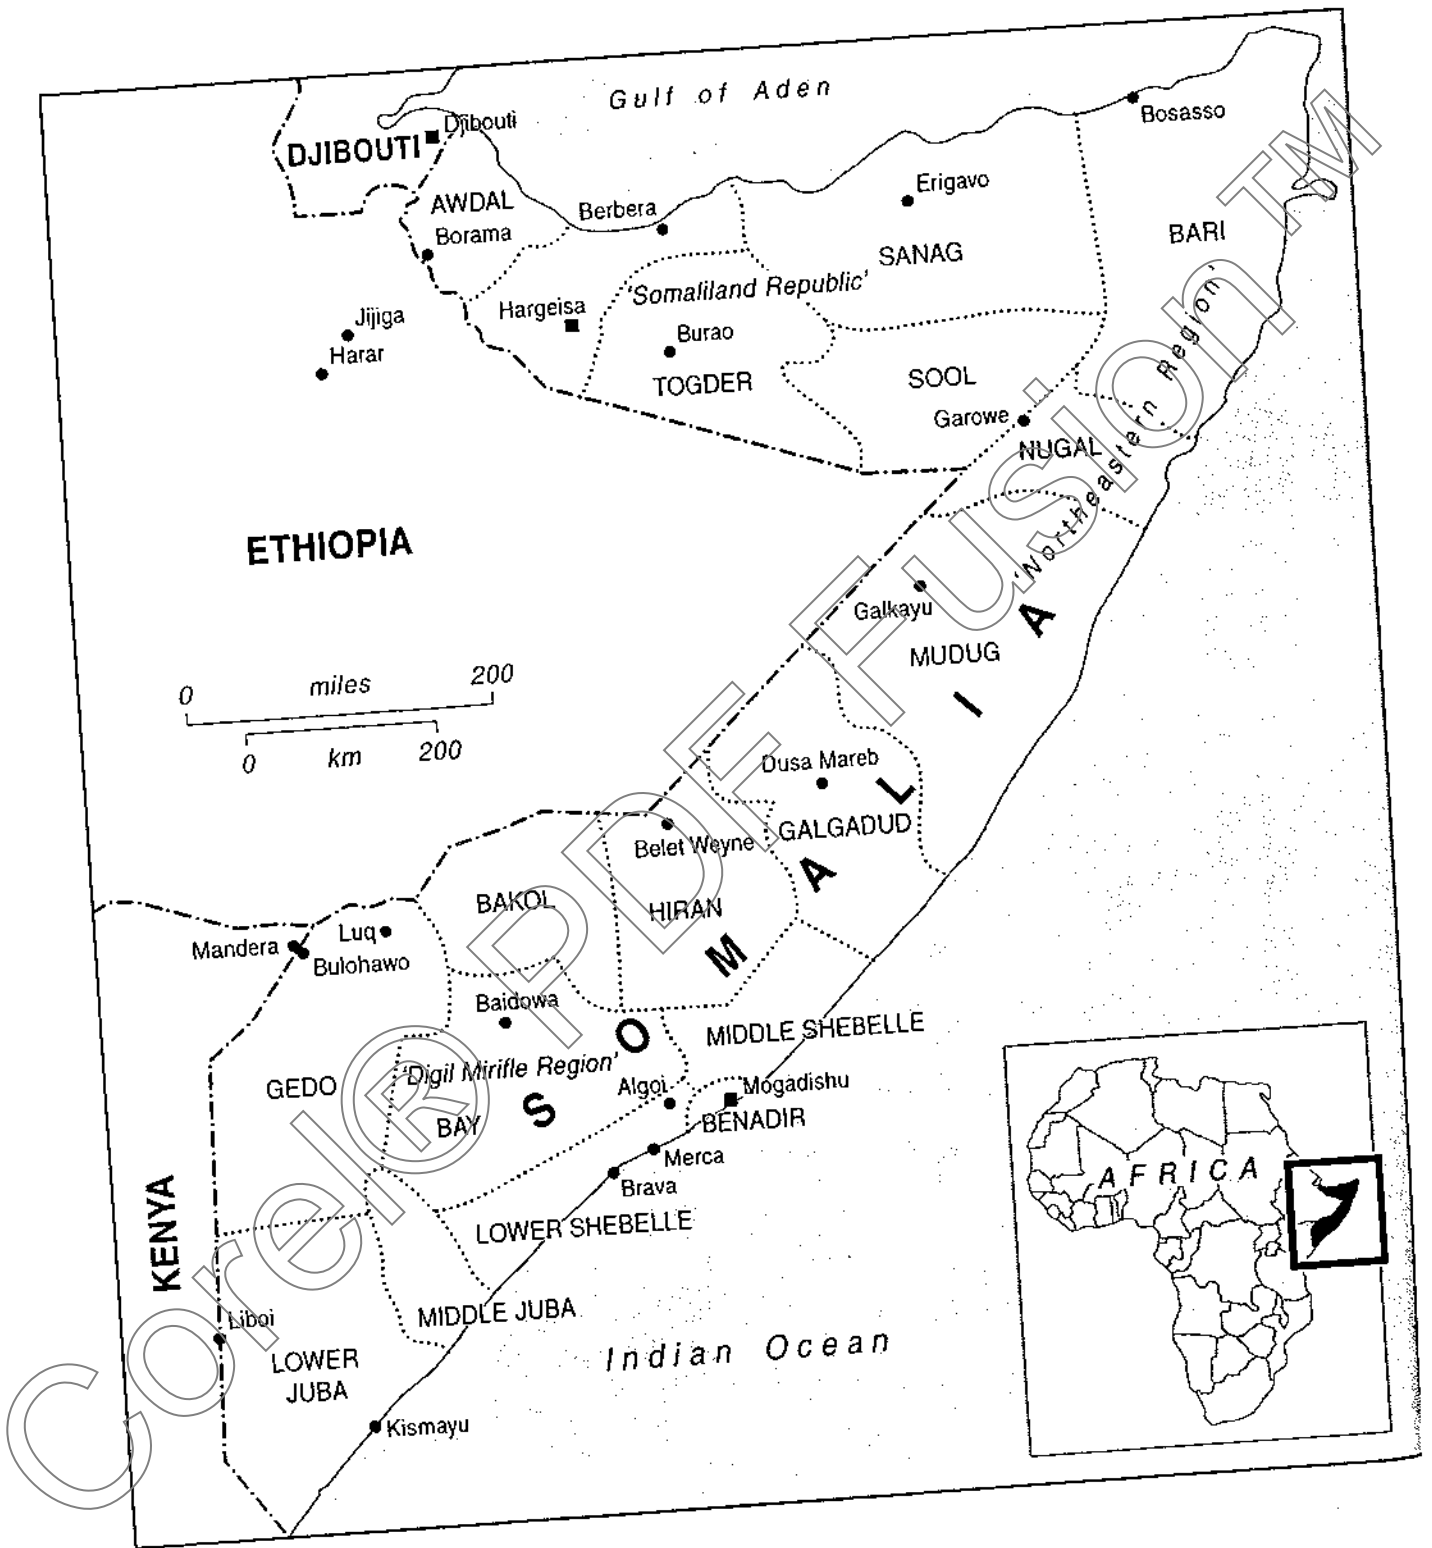 Gulf of Aden
Bosasso
Djibouti
DJIBOUTI
Erigavo
AWDAL
Berbera
Borama
BARI
SANAG
'Somaliland Republic'
Hargeisa
Jijiga
Burao
Harar
SOOL
TOGDER
Garowe
NUGAL
'Northeastern Region'
ETHIOPIA
Galkayu
MUDUG
0 miles 200
0 km 200
Dusa Mareb
GALGADUD
Belet Weyne
BAKOL
HIRAN
Luq
Mandera
Bulohawo
Baidowa
MIDDLE SHEBELLE
'Digil Mirifle Region'
GEDO
Algoi
Mogadishu
BENADIR
BAY
SOMALIA
Merca
Brava
AFRICA
KENYA
LOWER SHEBELLE
MIDDLE JUBA
Liboi
Indian Ocean
LOWER
JUBA
Kismayu
Corel® PDF Fusion TM